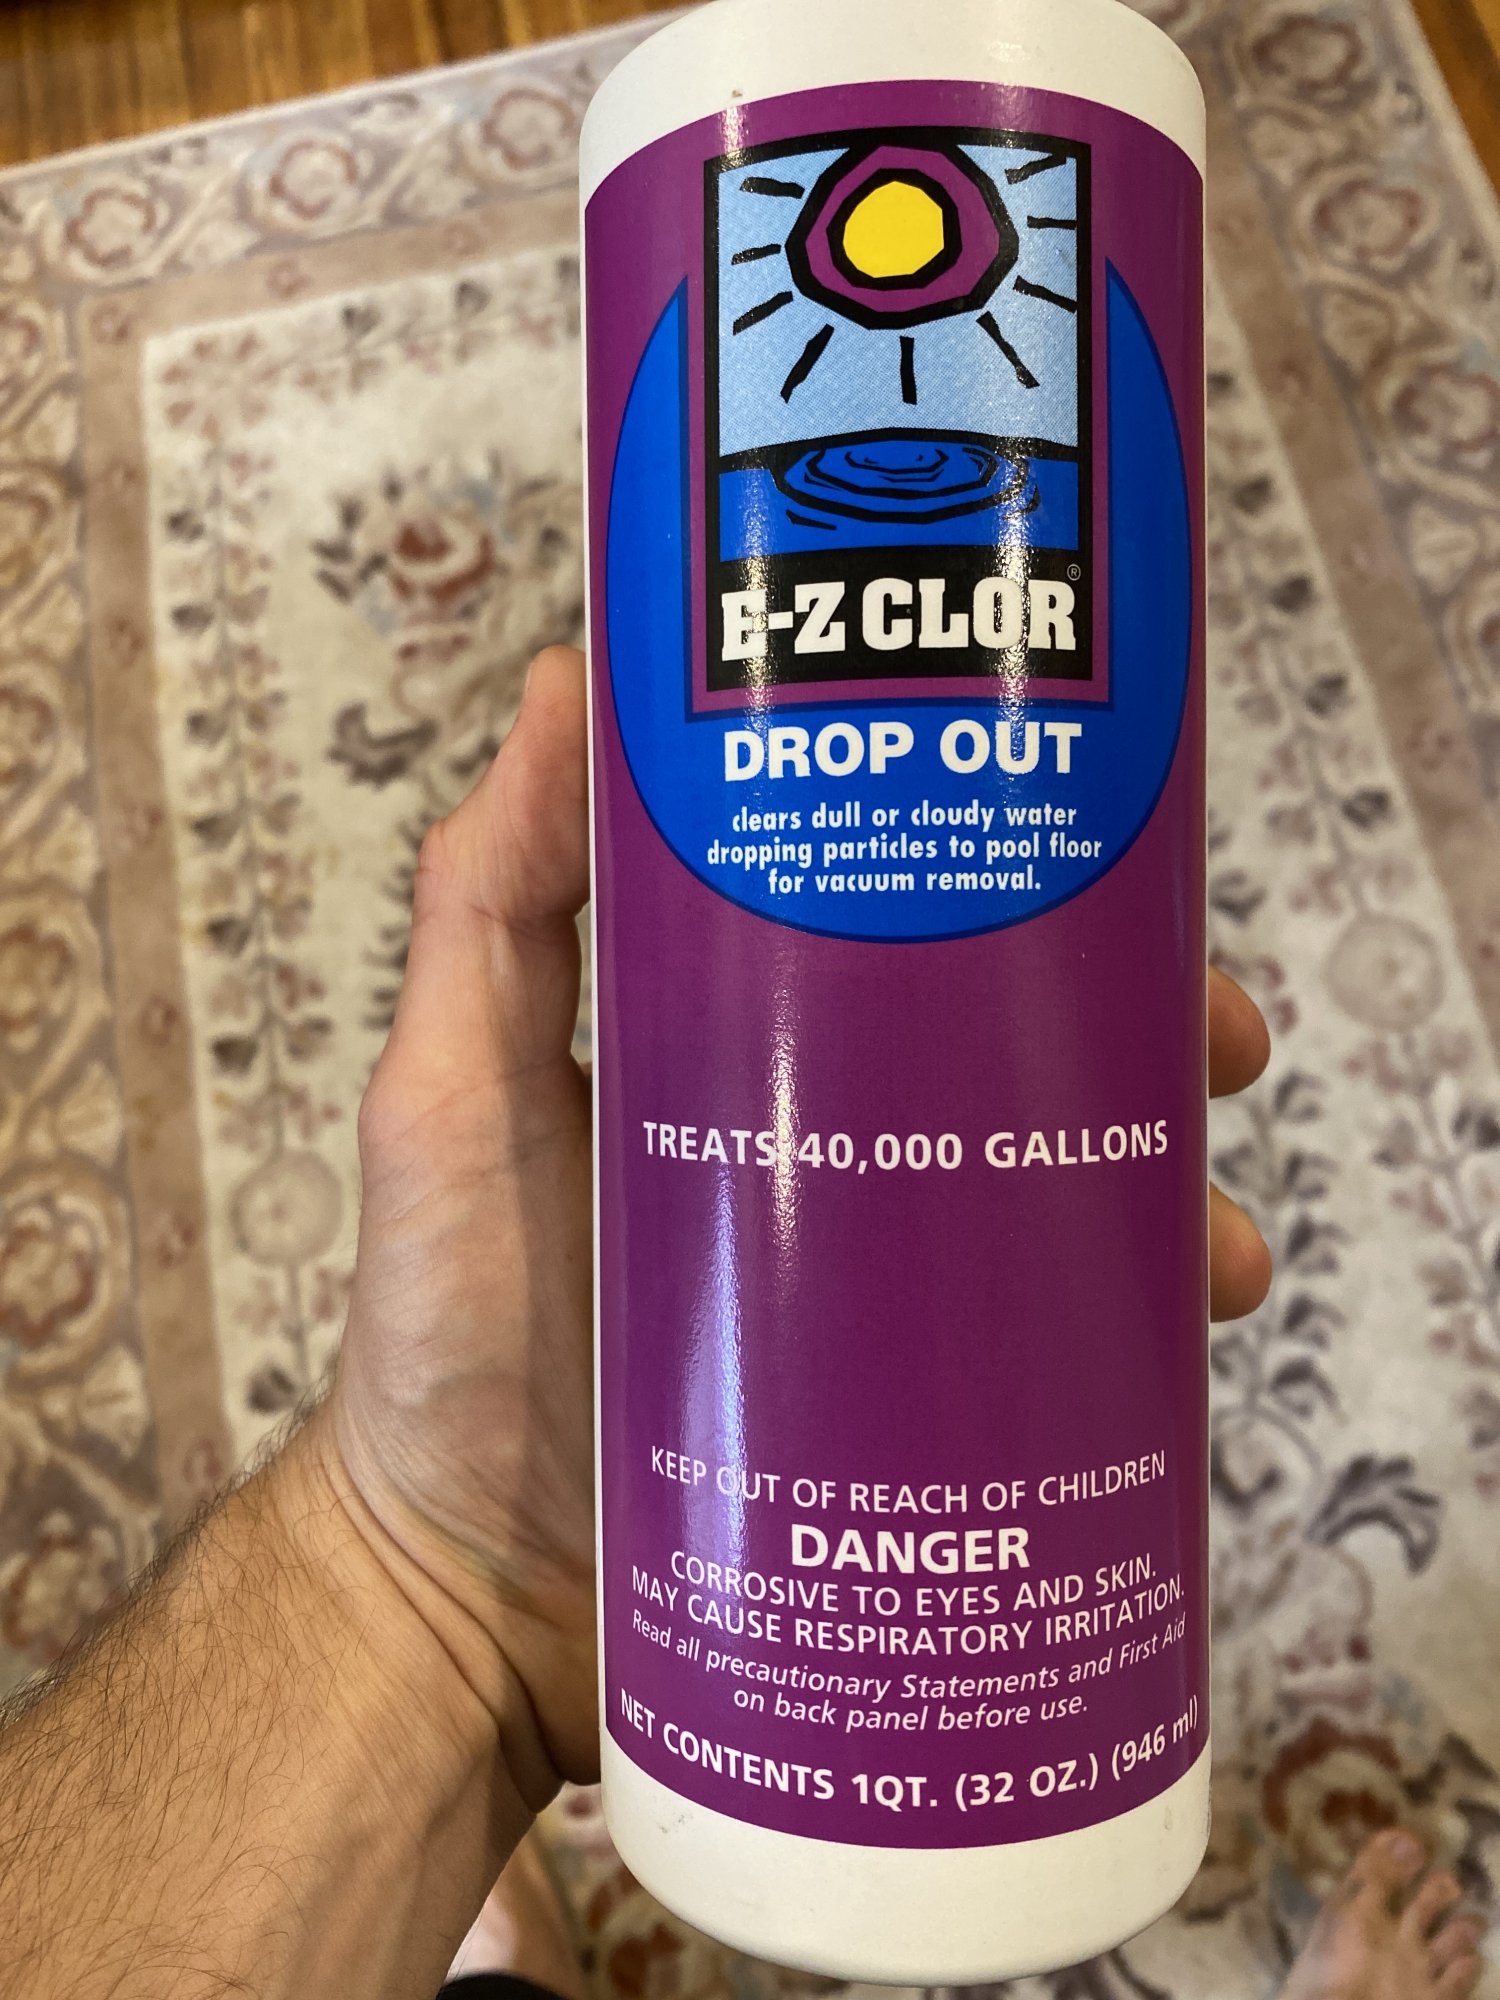 E-Z CLOR®
DROP OUT
clears dull or cloudy water
dropping particles to pool floor
for vacuum removal.
TREATS 40,000 GALLONS
KEEP OUT OF REACH OF CHILDREN
DANGER
CORROSIVE TO EYES AND SKIN.
MAY CAUSE RESPIRATORY IRRITATION.
Read all precautionary Statements and First Aid
on back panel before use.
NET CONTENTS 1QT. (32 OZ.) (946 ml)